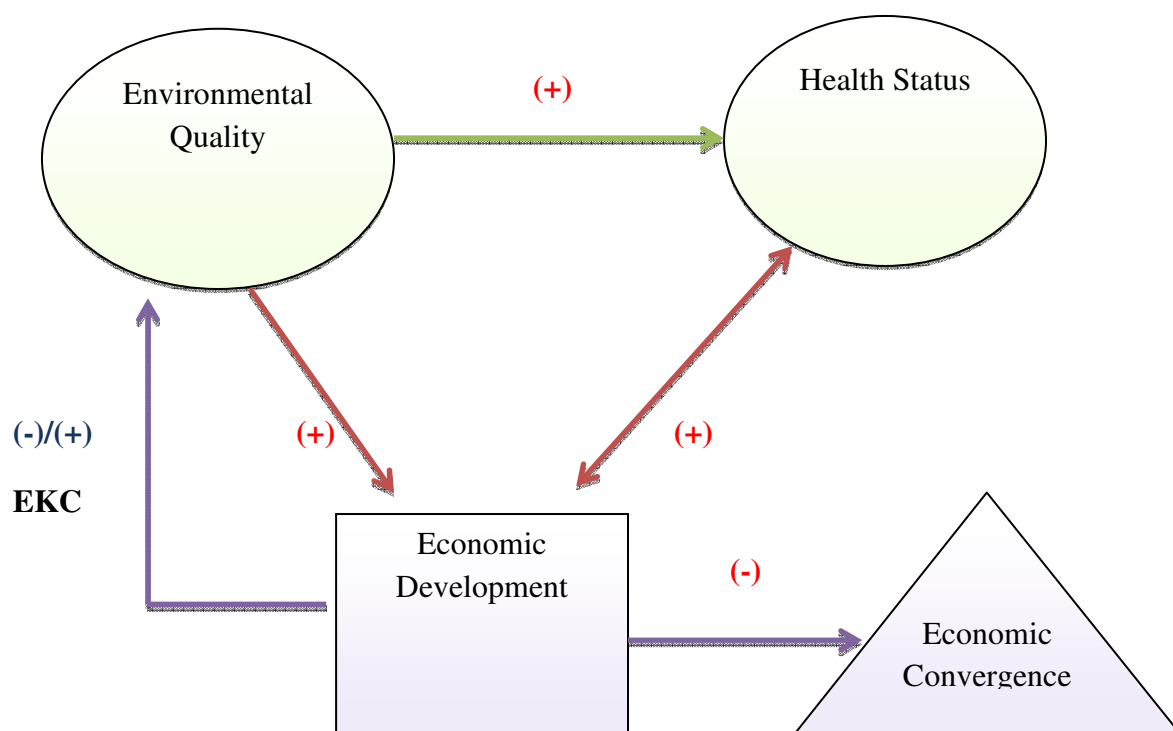 Environmental
Quality
(+)
Health Status
(-)/(+)
EKC
(+)
(+)
Economic
Development
(-)
Economic
Convergence